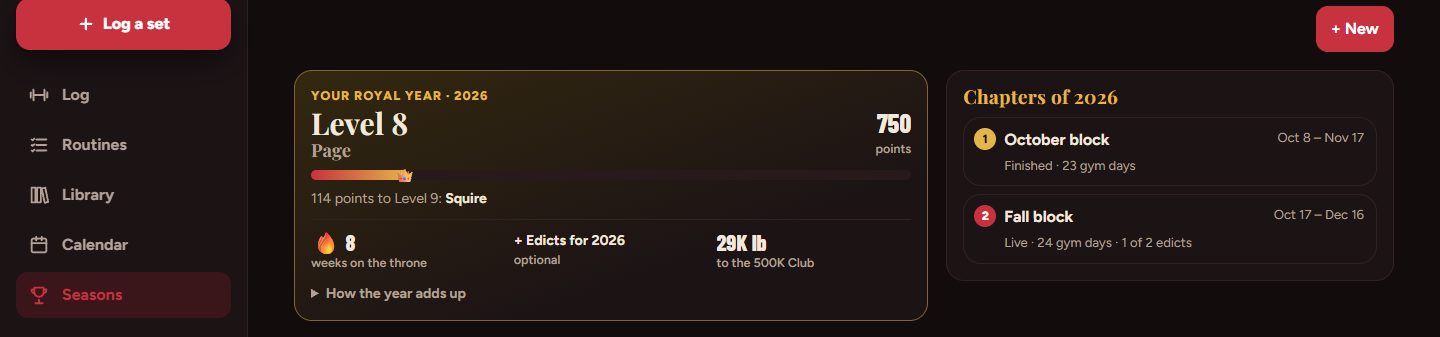 + Log a set
Log
Routines
Library
Calendar
Seasons
+ New
YOUR ROYAL YEAR · 2026
Level 8
Page
750
points
114 points to Level 9: Squire
8
weeks on the throne
+ Edicts for 2026
optional
29K lb
to the 500K Club
▶ How the year adds up
Chapters of 2026
1 October block Oct 8 – Nov 17
Finished · 23 gym days
2 Fall block Oct 17 – Dec 16
Live · 24 gym days · 1 of 2 edicts